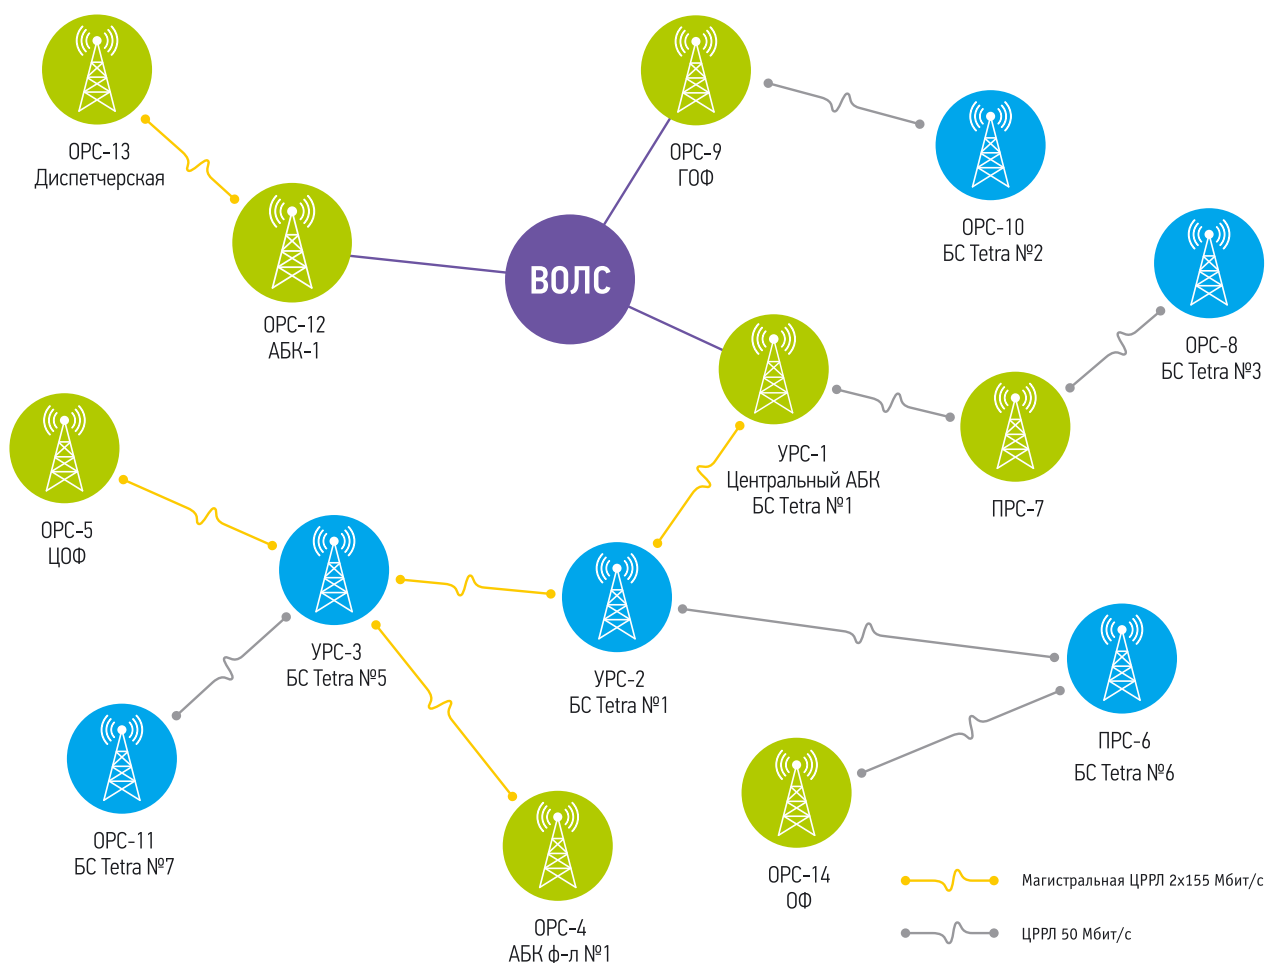 ОРС-13
Диспетчерская
ОРС-9
ГОФ
ОРС-10
БС Tetra №2
ВОЛС
ОРС-12
АБК-1
ОРС-8
БС Tetra №3
УРС-1
Центральный АБК
БС Tetra №1
ПРС-7
ОРС-5
ЦОФ
УРС-3
БС Tetra №5
УРС-2
БС Tetra №1
ПРС-6
БС Tetra №6
ОРС-11
БС Tetra №7
ОРС-14
ОФ
ОРС-4
АБК ф-л №1
Магистральная ЦРРЛ 2x155 Мбит/с
ЦРРЛ 50 Мбит/с